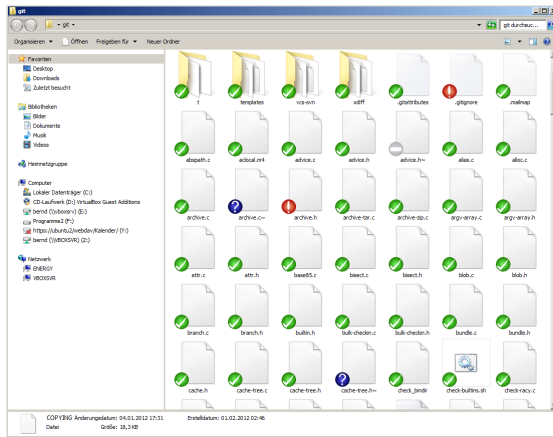 git
git
git durchsuc...
Organisieren
Öffnen
Freigeben für
Neuer Ordner
Favoriten
Desktop
Downloads
Zuletzt besucht
Bibliotheken
Bilder
Dokumente
Musik
Videos
Heimnetzgruppe
Computer
Lokaler Datenträger (C:)
CD-Laufwerk (D:) VirtualBox Guest Additions
bernd (\\vboxsrv) (E:)
Programme2 (F:)
https://ubuntu2/webdav/Kalender/ (Y:)
bernd (\\VBOXSVR) (Z:)
Netzwerk
ENERGY
VBOXSVR
t templates vcs-svn xdiff .gitattributes .gitignore .mailmap
abspath.c aclocal.m4 advice.c advice.h advice.h~ alias.c alloc.c
archive.c archive.c~ archive.h archive-tar.c archive-zip.c argv-array.c argv-array.h
attr.c attr.h base85.c bisect.c bisect.h blob.c blob.h
branch.c branch.h builtin.h bulk-checkin.c bulk-checkin.h bundle.c bundle.h
cache.h cache-tree.c cache-tree.h cache-tree.h~ check_bindir check-builtins.sh check-racy.c
COPYING Änderungsdatum: 04.01.2012 17:31 Erstelldatum: 01.02.2012 02:46
Datei Größe: 18,3 KB